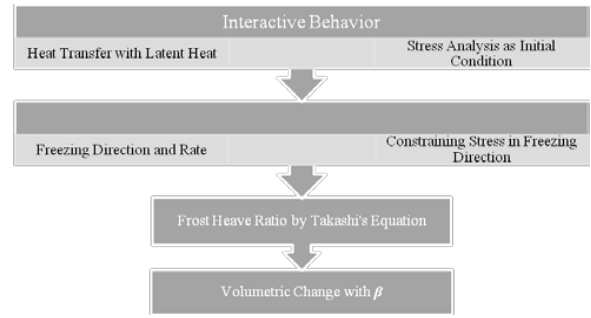 Interactive Behavior
Heat Transfer with Latent Heat
Stress Analysis as Initial
Condition
Freezing Direction and Rate
Constraining Stress in Freezing
Direction
Frost Heave Ratio by Takashi's Equation
Volumetric Change with β